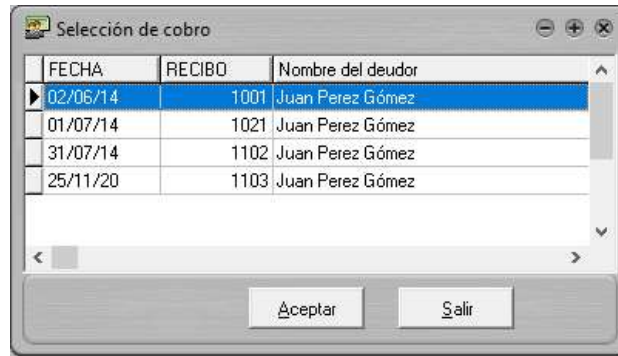 Selección de cobro
FECHA RECIBO Nombre del deudor
02/06/14 1001 Juan Perez Gómez
01/07/14 1021 Juan Perez Gómez
31/07/14 1102 Juan Perez Gómez
25/11/20 1103 Juan Perez Gómez
Aceptar Salir